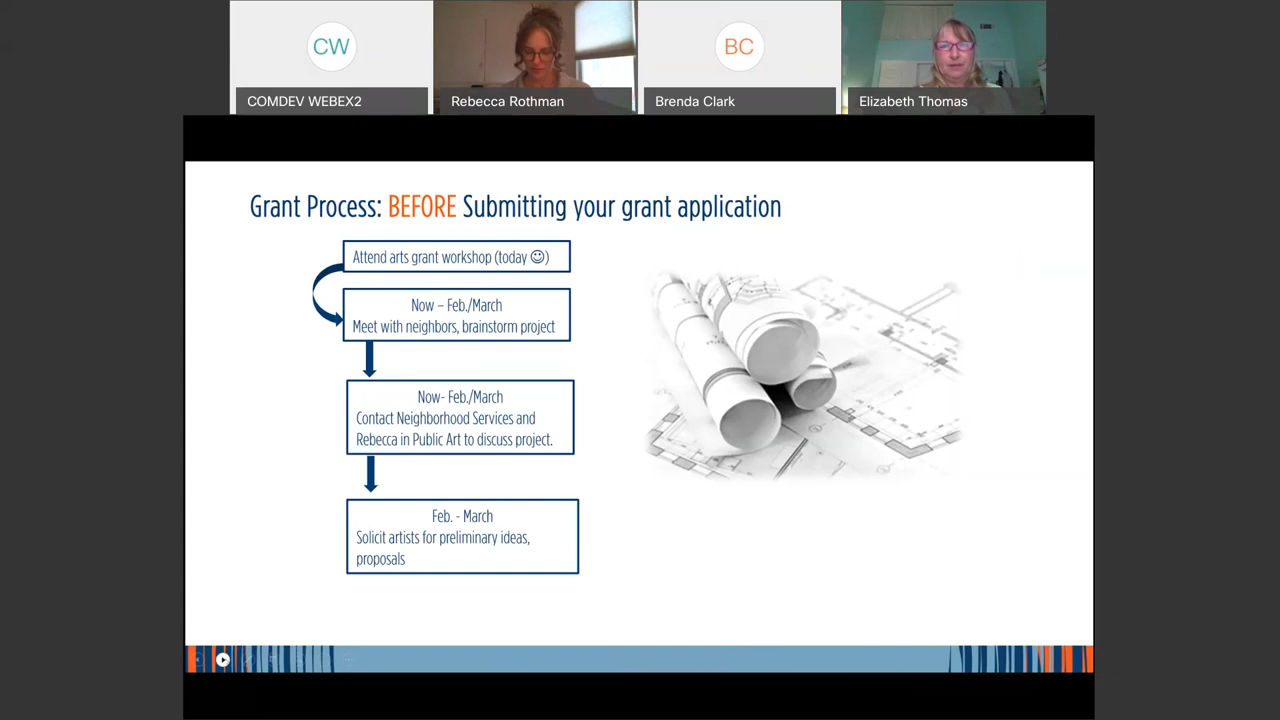 CW
BC
COMDEV WEBEX2
Rebecca Rothman
Brenda Clark
Elizabeth Thomas
Grant Process: BEFORE Submitting your grant application
Attend arts grant workshop (today ☺)
Now – Feb./March
Meet with neighbors, brainstorm project
Now- Feb./March
Contact Neighborhood Services and
Rebecca in Public Art to discuss project.
Feb. - March
Solicit artists for preliminary ideas,
proposals